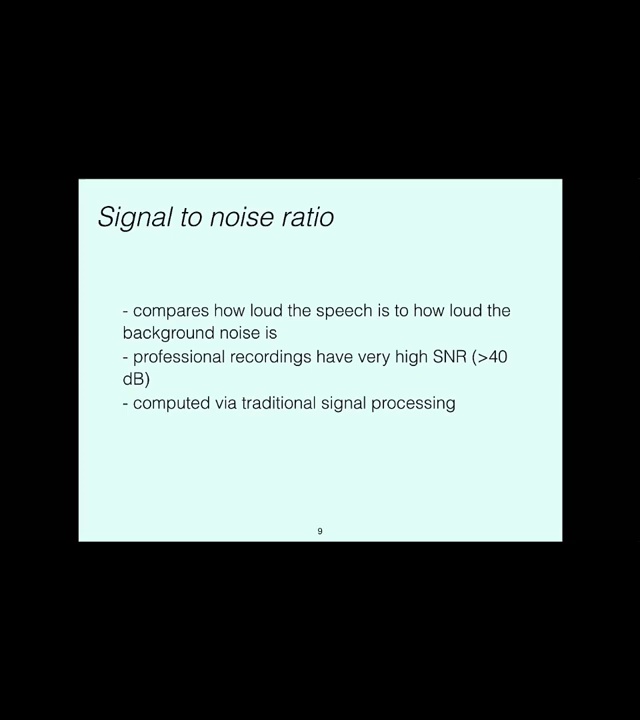 Signal to noise ratio
- compares how loud the speech is to how loud the
background noise is
- professional recordings have very high SNR (>40
dB)
- computed via traditional signal processing
9